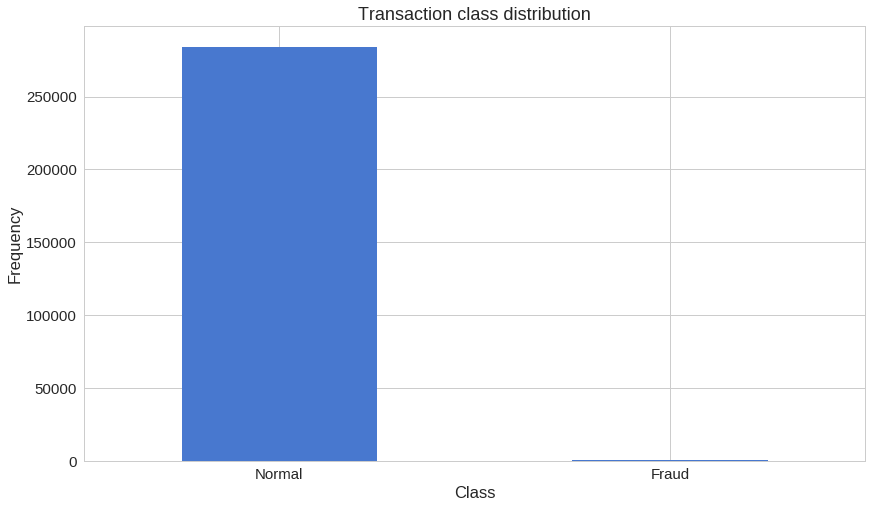 Transaction class distribution
250000
200000
150000
100000
50000
0
Frequency
Normal
Fraud
Class